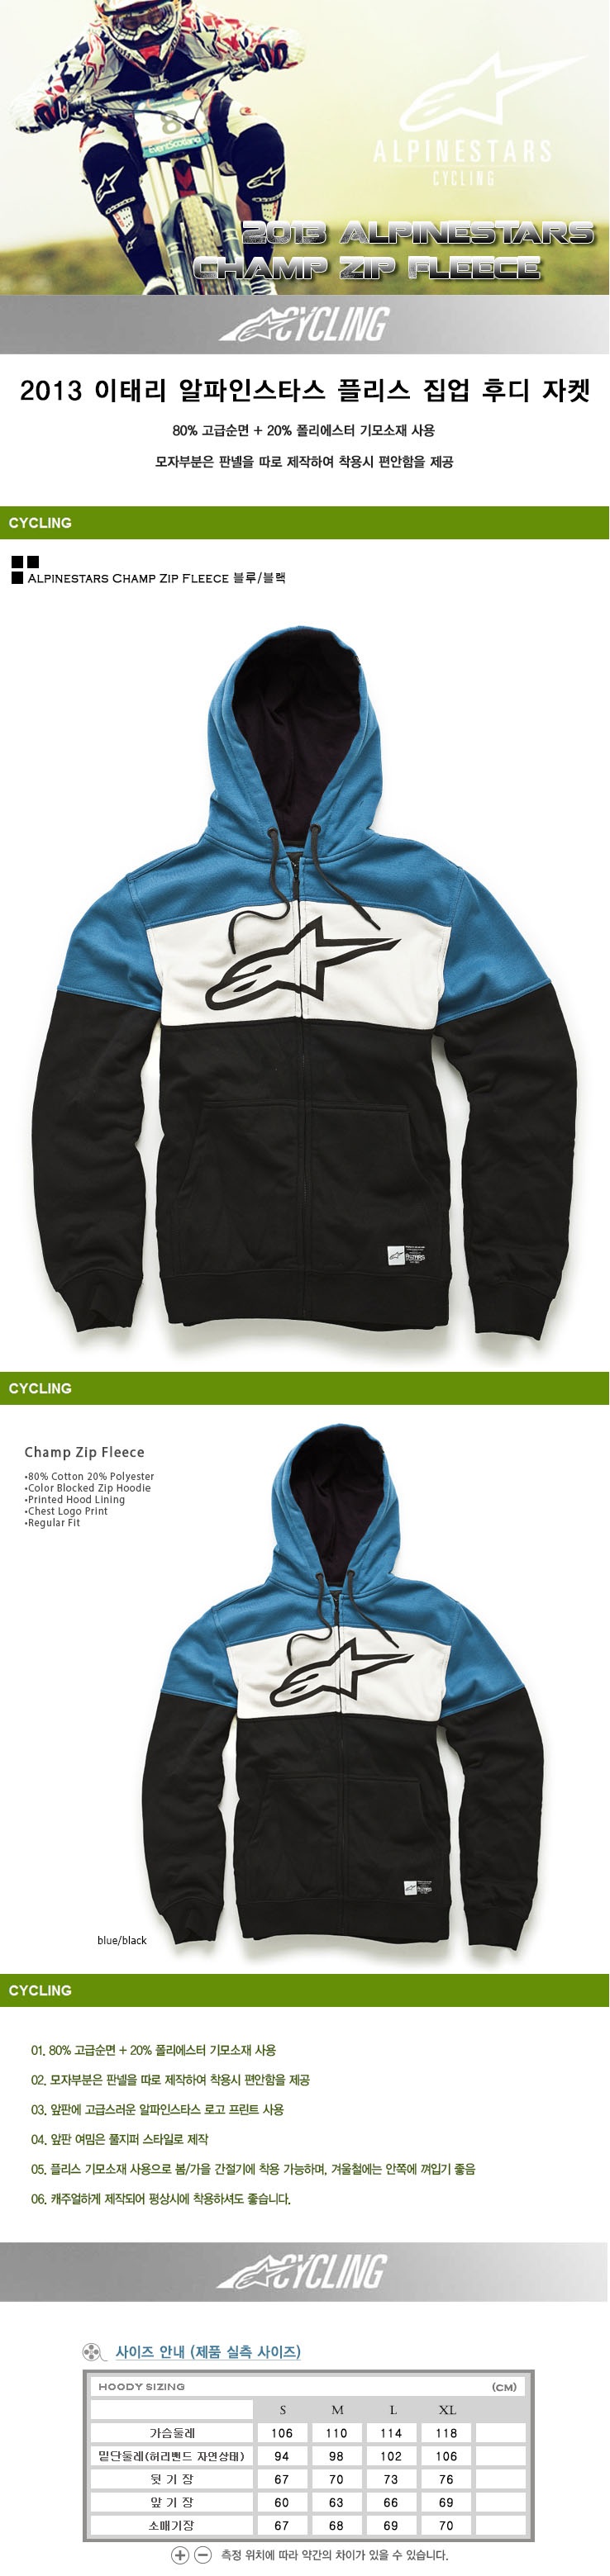 8
EventScotland
ALPINESTARS
CYCLING
2013 ALPINESTARS
CHAMP ZIP FLEECE
CYCLING
2013 이태리 알파인스타스 플리스 집업 후디 자켓
80% 고급순면 + 20% 폴리에스터 기모소재 사용
모자부분은 판넬을 따로 제작하여 착용시 편안함을 제공
CYCLING
ALPINESTARS CHAMP ZIP FLEECE 블루/블랙
CYCLING
Champ Zip Fleece
•80% Cotton 20% Polyester
•Color Blocked Zip Hoodie
•Printed Hood Lining
•Chest Logo Print
•Regular Fit
blue/black
CYCLING
01. 80% 고급순면 + 20% 폴리에스터 기모소재 사용
02. 모자부분은 판넬을 따로 제작하여 착용시 편안함을 제공
03. 앞판에 고급스러운 알파인스타스 로고 프린트 사용
04. 앞판 여밈은 풀지퍼 스타일로 제작
05. 플리스 기모소재 사용으로 봄/가을 간절기에 착용 가능하며, 겨울철에는 안쪽에 껴입기 좋음
06. 캐주얼하게 제작되어 평상시에 착용하셔도 좋습니다.
CYCLING
사이즈 안내 (제품 실측 사이즈)
HOODY SIZING (CM)
S M L XL
가슴둘레 106 110 114 118
밑단둘레(허리밴드 자연상태) 94 98 102 106
뒷 기 장 67 70 73 76
앞 기 장 60 63 66 69
소매기장 67 68 69 70
측정 위치에 따라 약간의 차이가 있을 수 있습니다.